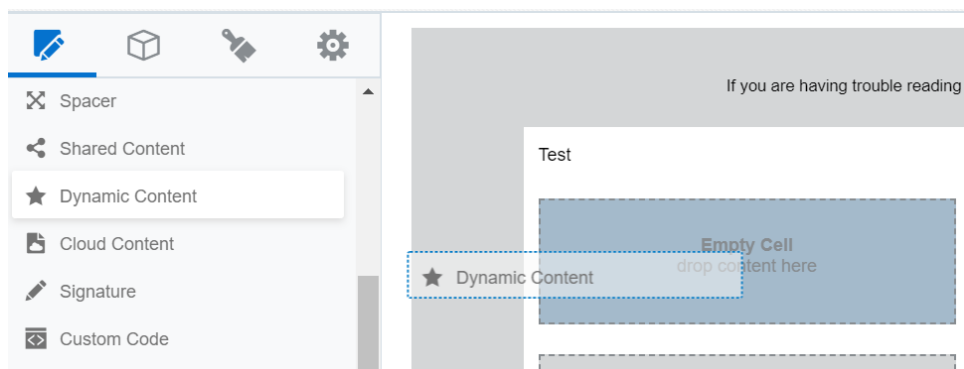 Spacer
Shared Content
Dynamic Content
Cloud Content
Signature
Custom Code
If you are having trouble reading
Test
Empty Cell
drop content here
Dynamic Content